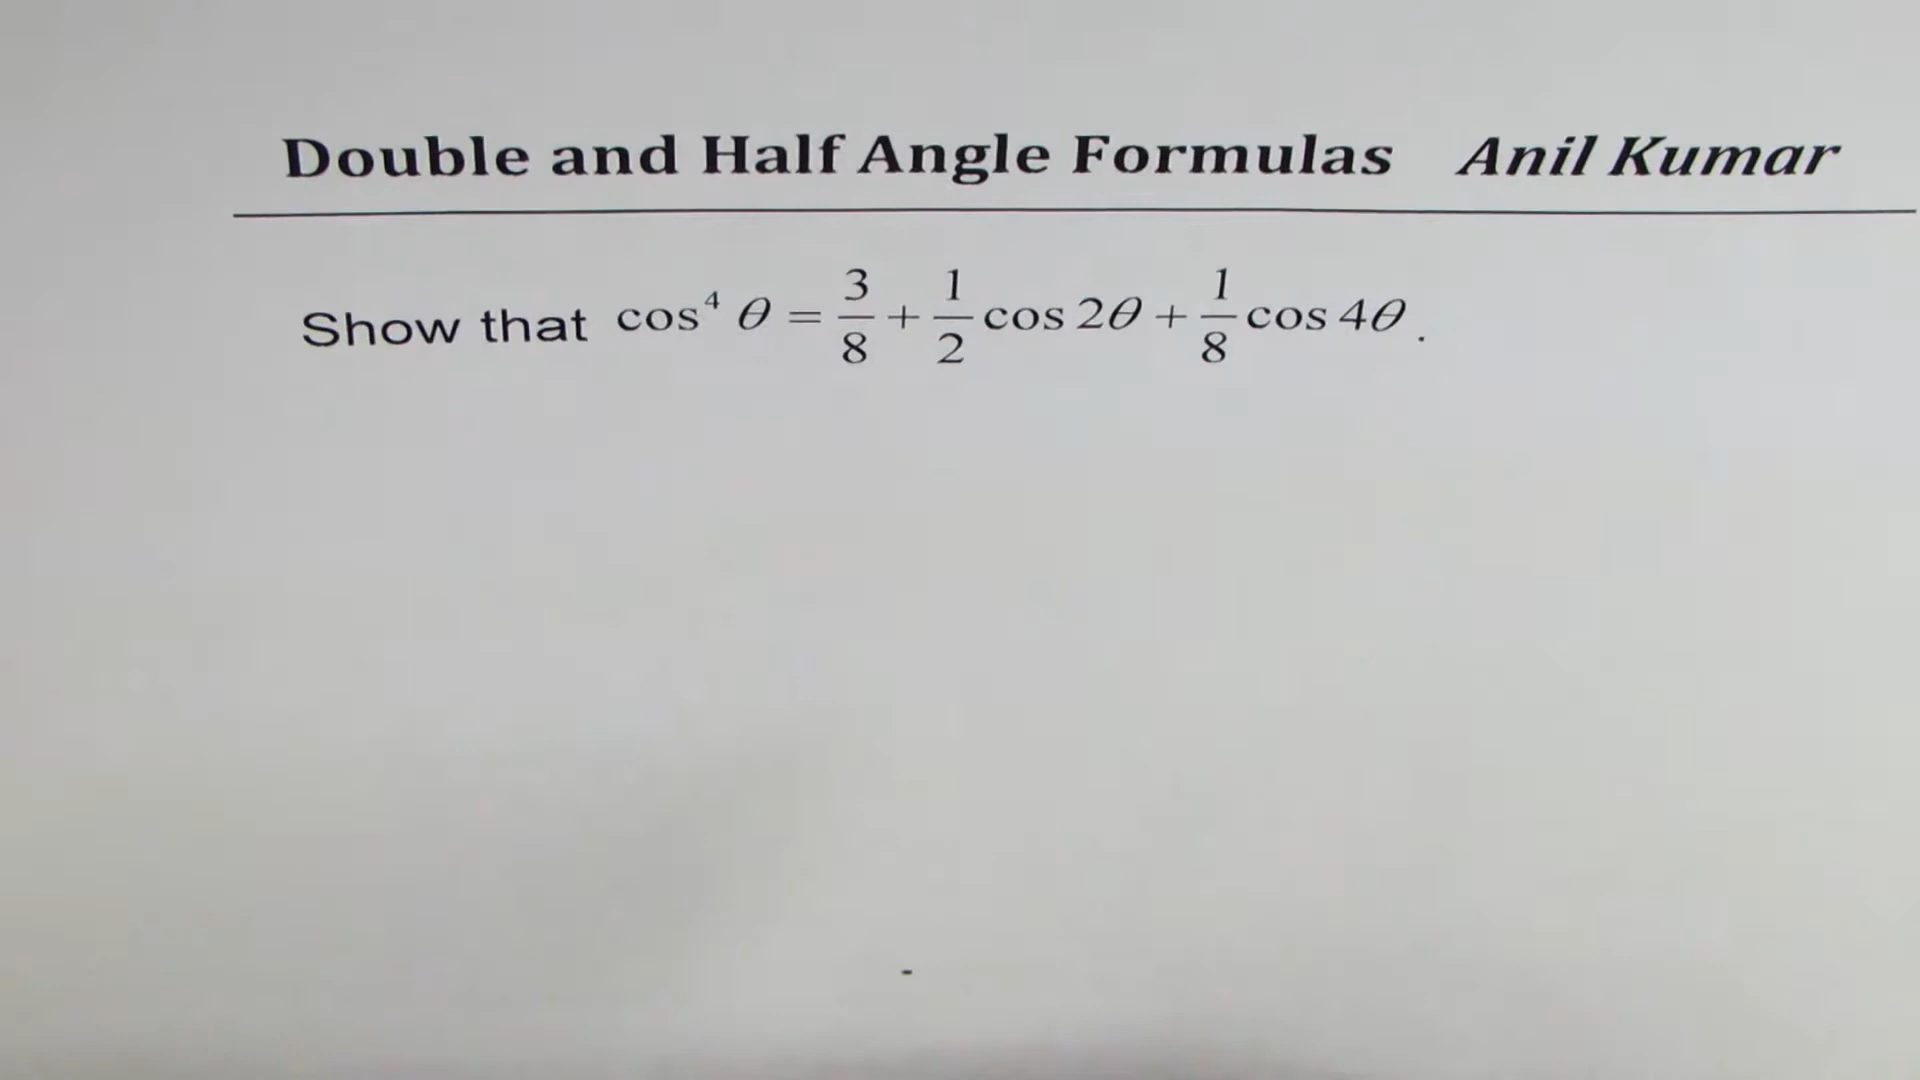 Double and Half Angle Formulas Anil Kumar
Show that cos⁴ θ = 3/8 + 1/2 cos 2θ + 1/8 cos 4θ .